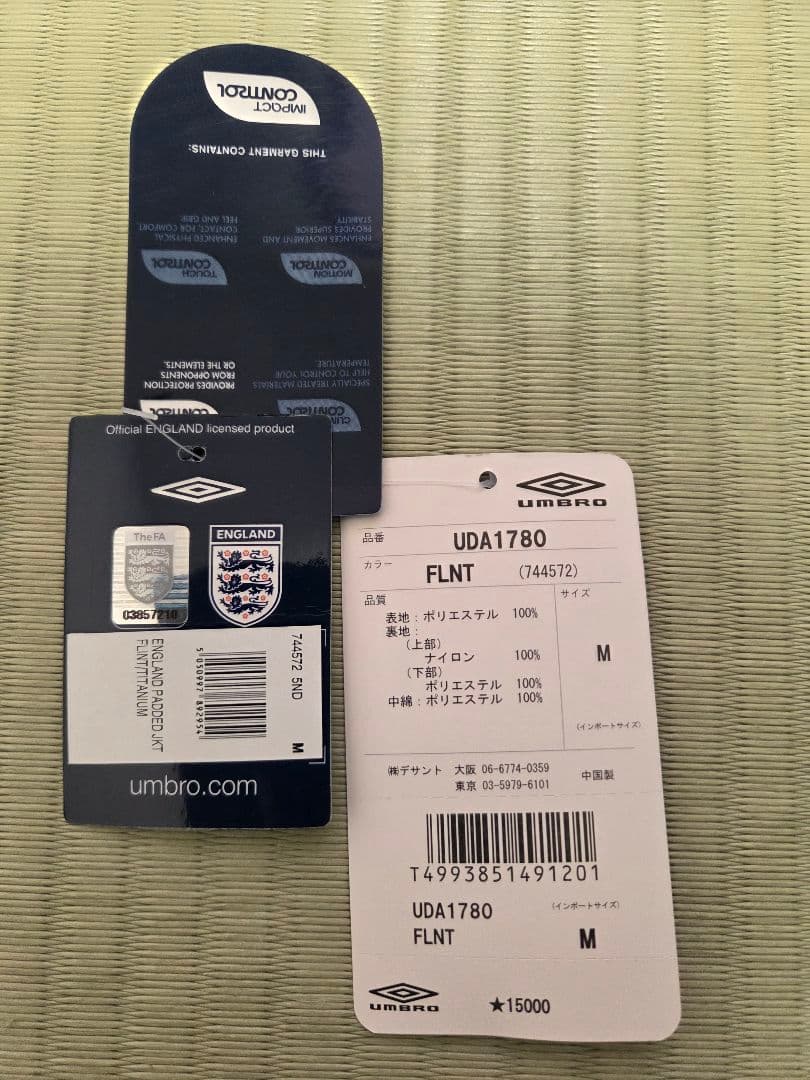 IMPACT
CONTROL
THIS GARMENT CONTAINS:
ENHANCES MOVEMENT AND
PROVIDES SUPERIOR
STABILITY
ENHANCED PHYSICAL
CONTACT, FOR COMFORT
FEEL AND GRIP.
MOTION
CONTROL
TOUCH
CONTROL
SPECIALLY TREATED MATERIALS
HELP TO CONTROL YOUR
TEMPERATURE.
PROVIDES PROTECTION
FROM OPPONENTS
OR THE ELEMENTS.
CONTROL
CONTROL
Official ENGLAND licensed product
TheFA
03857210
ENGLAND
744572 5ND
M
5 050997 892954
ENGLAND PADDED JKT
FLINT/TITANIUM
umbro.com
UMBRO
品番
UDA1780
カラー
FLNT (744572)
品質
サイズ
表地:ポリエステル 100%
裏地:
(上部)
ナイロン 100%
(下部)
ポリエステル 100%
中綿:ポリエステル 100%
M
(インポートサイズ)
㈱デサント 大阪 06-6774-0359
東京 03-5979-6101
中国製
T4993851491201
UDA1780
(インポートサイズ)
FLNT
M
UMBRO
★15000